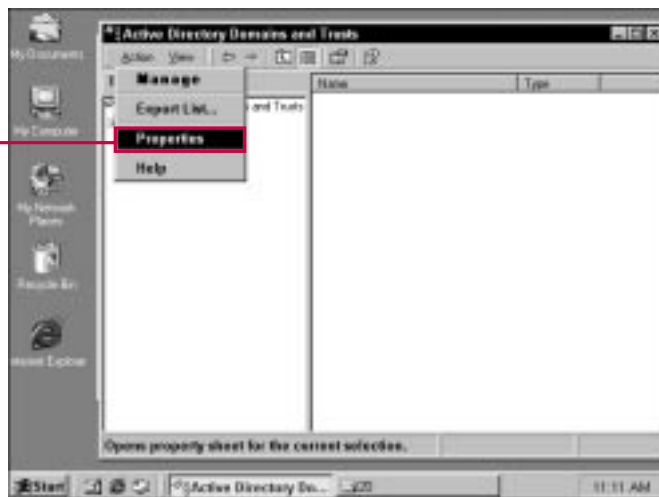 My Documents
Active Directory Domains and Trusts
Action View
Manage
Export List...
and Trusts
Properties
Help
Name
Type
My Computer
My Network
Places
Recycle Bin
Internet Explorer
Opens property sheet for the current selection.
Start
Active Directory Do...
11:11 AM